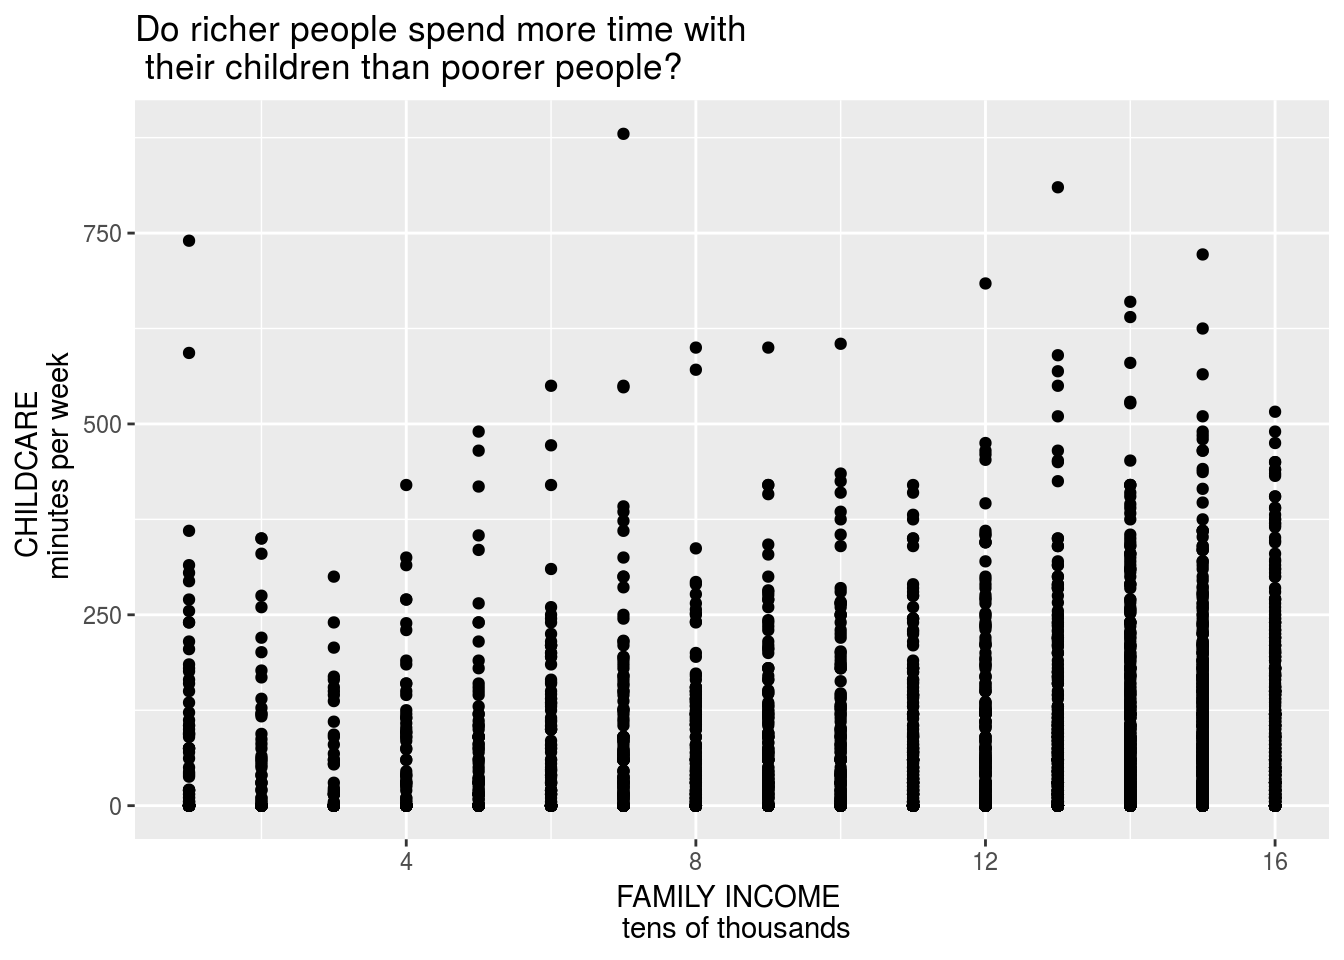 Do richer people spend more time with
their children than poorer people?
CHILDCARE
minutes per week
750
500
250
0
4
8
12
16
FAMILY INCOME
tens of thousands